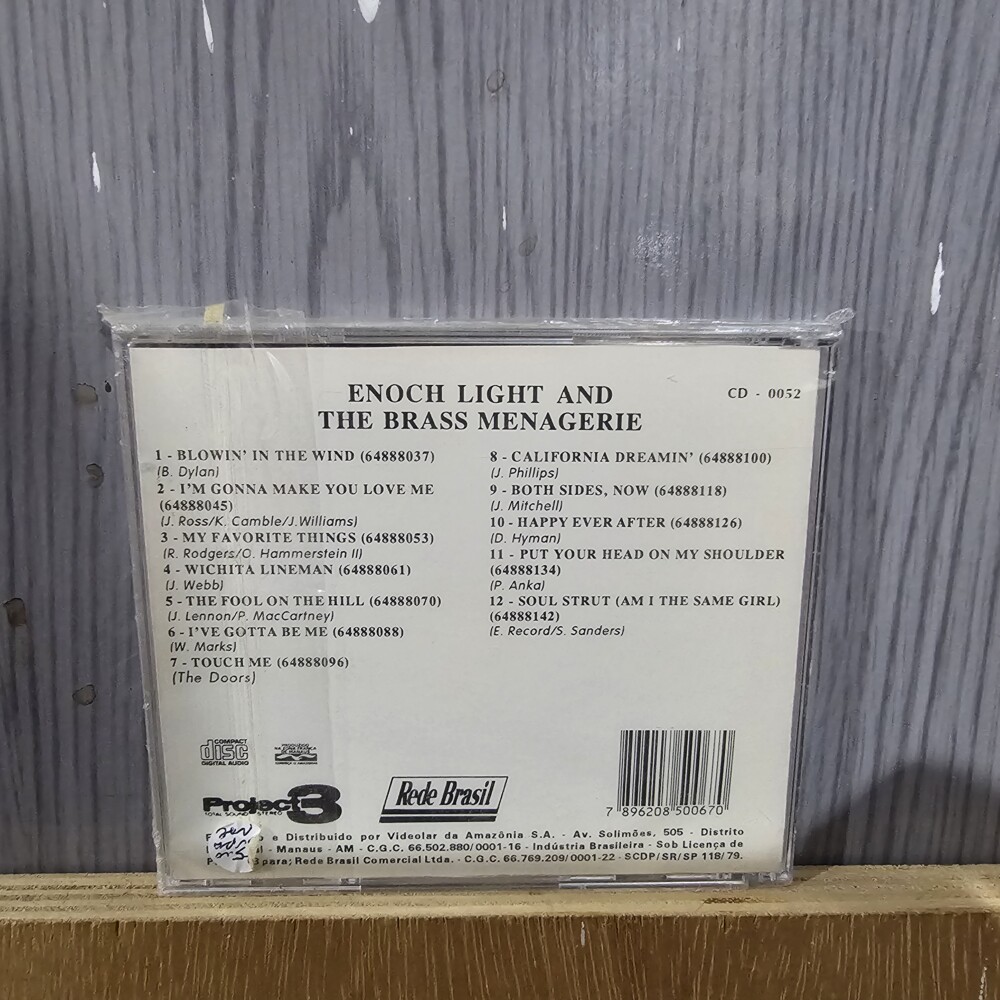 ENOCH LIGHT AND
THE BRASS MENAGERIE
CD - 0052
1 - BLOWIN' IN THE WIND (64888037)
(B. Dylan)
2 - I'M GONNA MAKE YOU LOVE ME
(64888045)
(J. Ross/K. Camble/J.Williams)
3 - MY FAVORITE THINGS (64888053)
(R. Rodgers/O. Hammerstein II)
4 - WICHITA LINEMAN (64888061)
(J. Webb)
5 - THE FOOL ON THE HILL (64888070)
(J. Lennon/P. MacCartney)
6 - I'VE GOTTA BE ME (64888088)
(W. Marks)
7 - TOUCH ME (64888096)
(The Doors)
8 - CALIFORNIA DREAMIN' (64888100)
(J. Phillips)
9 - BOTH SIDES, NOW (64888118)
(J. Mitchell)
10 - HAPPY EVER AFTER (64888126)
(D. Hyman)
11 - PUT YOUR HEAD ON MY SHOULDER
(64888134)
(P. Anka)
12 - SOUL STRUT (AM I THE SAME GIRL)
(64888142)
(E. Record/S. Sanders)
COMPACT
disc
DIGITAL AUDIO
Project 3
TOTAL SOUND STEREO
Rede Brasil
7 896208 500670
e Distribuido por Videolar da Amazônia S.A. - Av. Solimões, 505 - Distrito
- Manaus - AM - C.G.C. 66.502.880/0001-16 - Indústria Brasileira - Sob Licença de
para; Rede Brasil Comercial Ltda. - C.G.C. 66.769.209/0001-22 - SCDP/SR/SP 118/79.